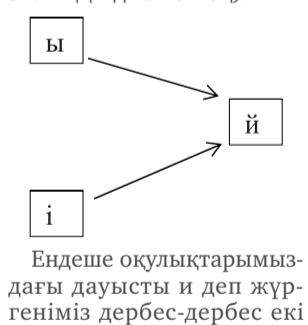 ы
й
і
Ендеше оқулықтарымыз-
дағы дауысты и деп жүр-
геніміз дербес-дербес екі